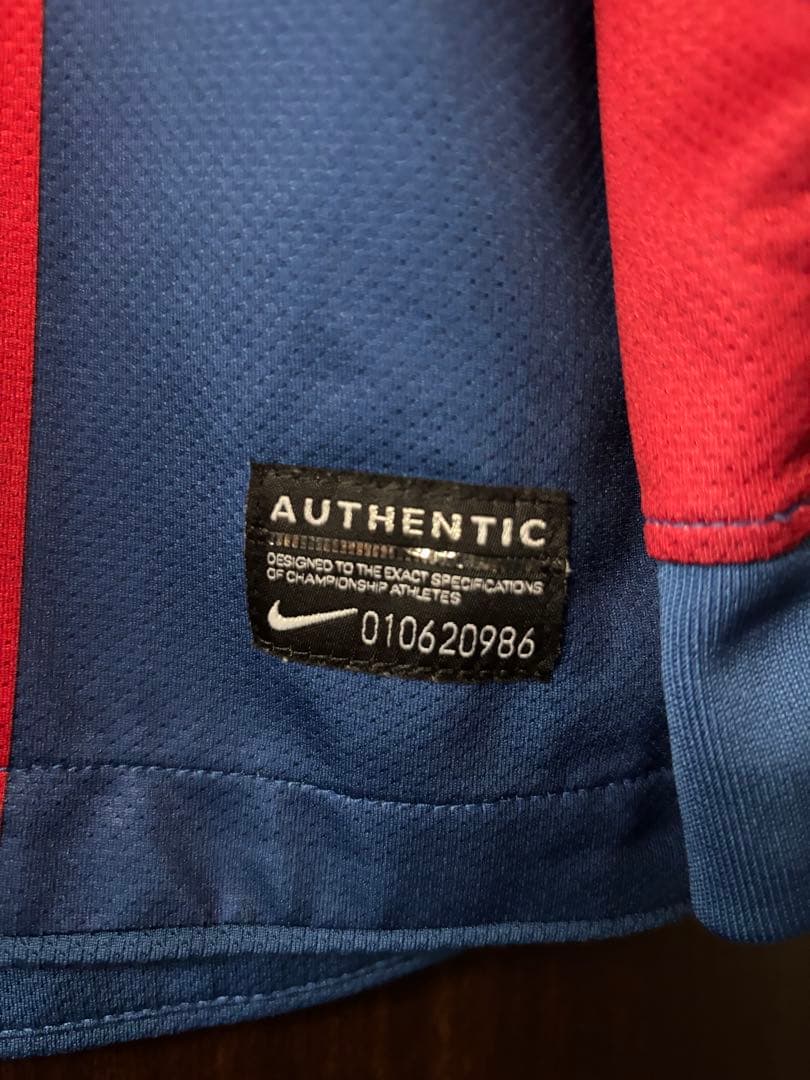 AUTHENTIC
DESIGNED TO THE EXACT SPECIFICATIONS
OF CHAMPIONSHIP ATHLETES
010620986